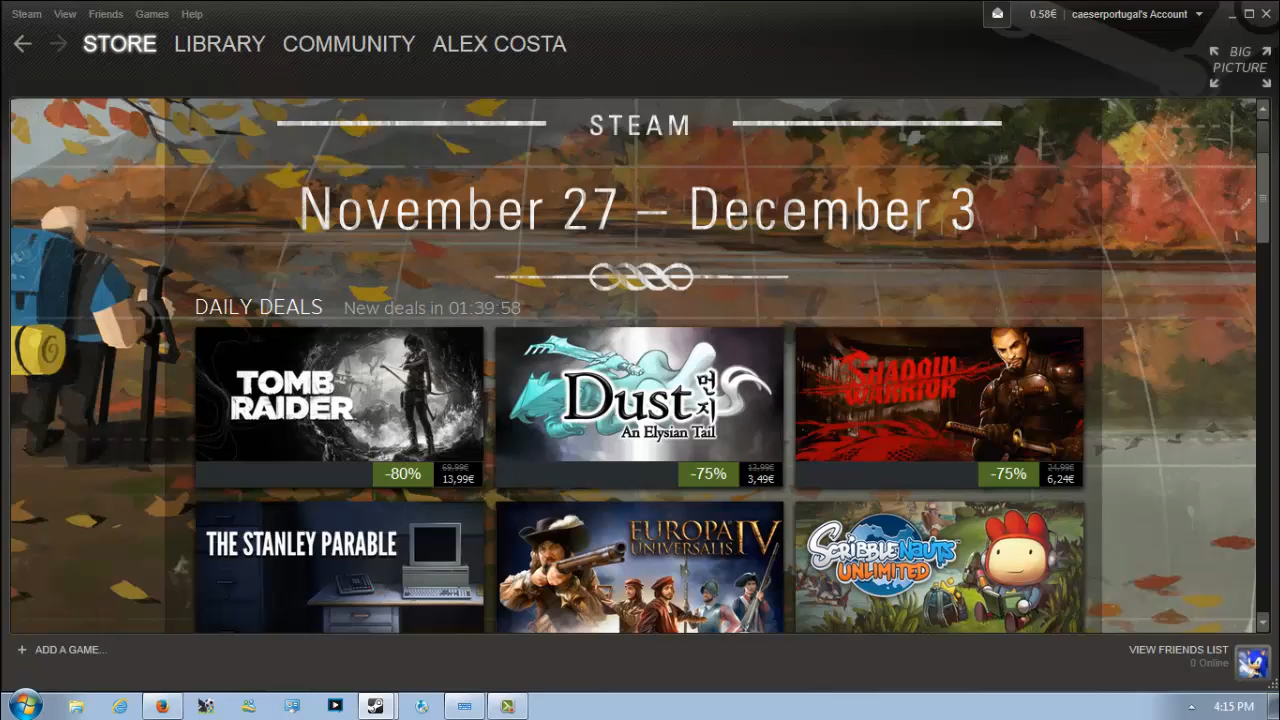 Steam View Friends Games Help
0.58€ caeserportugal's Account
STORE LIBRARY COMMUNITY ALEX COSTA
BIG PICTURE
STEAM
November 27 – December 3
DAILY DEALS New deals in 01:39:58
TOMB RAIDER
-80% 69,99€ 13,99€
Dust 먼지
An Elysian Tail
-75% 13,99€ 3,49€
SHADOW WARRIOR
-75% 24,99€ 6,24€
THE STANLEY PARABLE
EUROPA UNIVERSALIS IV
SCRIBBLENAUTS UNLIMITED
+ ADD A GAME...
VIEW FRIENDS LIST
0 Online
4:15 PM